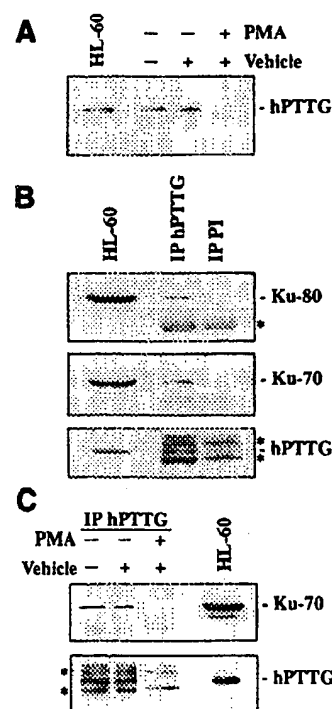 A
HL-60
– – + PMA
– + + Vehicle
- hPTTG
B
HL-60
IP hPTTG
IP PI
- Ku-80
*
- Ku-70
*
- hPTTG
*
C
IP hPTTG
PMA – – +
Vehicle – + +
HL-60
- Ku-70
*
- hPTTG
*